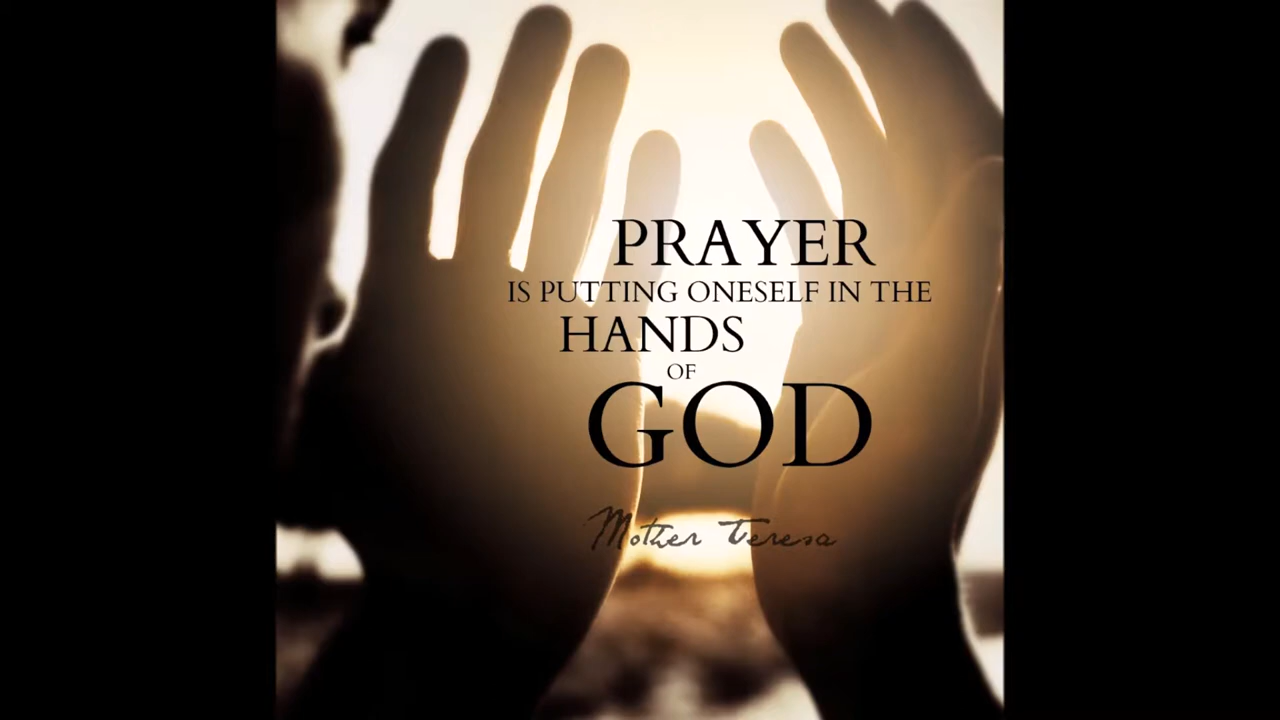 PRAYER
IS PUTTING ONESELF IN THE
HANDS
OF
GOD
Mother Teresa